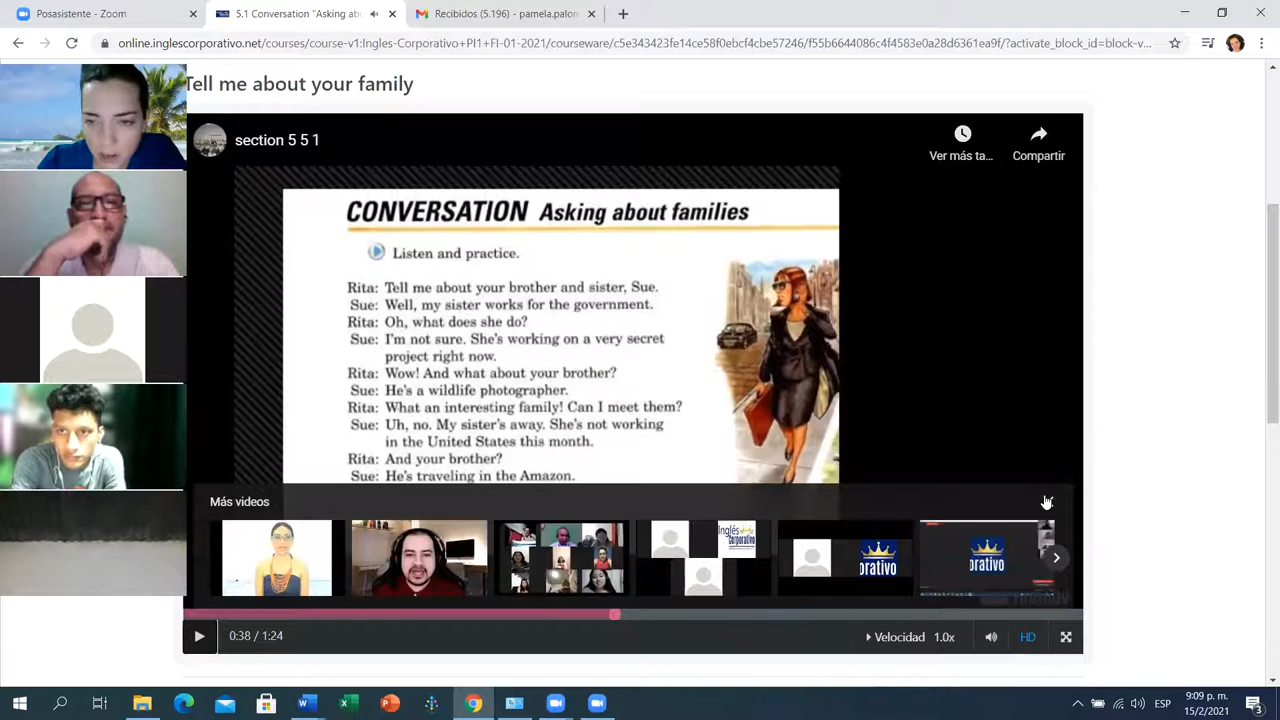 Posasistente - Zoom
5.1 Conversation "Asking abo
Recibidos (5.196) - pamela.palon
online.inglescorporativo.net/courses/course-v1:Ingles-Corporativo+PI1+FI-01-2021/courseware/c5e343423fe14ce58f0ebcf4cbe57246/f55b6644086c4f4583e0a28d6361ea9f/?activate_block_id=block-v...
Tell me about your family
section 5 5 1
Ver más ta...
Compartir
CONVERSATION Asking about families
Listen and practice.
Rita: Tell me about your brother and sister, Sue.
Sue: Well, my sister works for the government.
Rita: Oh, what does she do?
Sue: I'm not sure. She's working on a very secret
project right now.
Rita: Wow! And what about your brother?
Sue: He's a wildlife photographer.
Rita: What an interesting family! Can I meet them?
Sue: Uh, no. My sister's away. She's not working
in the United States this month.
Rita: And your brother?
Sue: He's traveling in the Amazon.
Más videos
Inglés
Corporativo
orativo
orativo
0:38 / 1:24
Velocidad 1.0x
HD
ESP
9:09 p. m.
15/2/2021
3